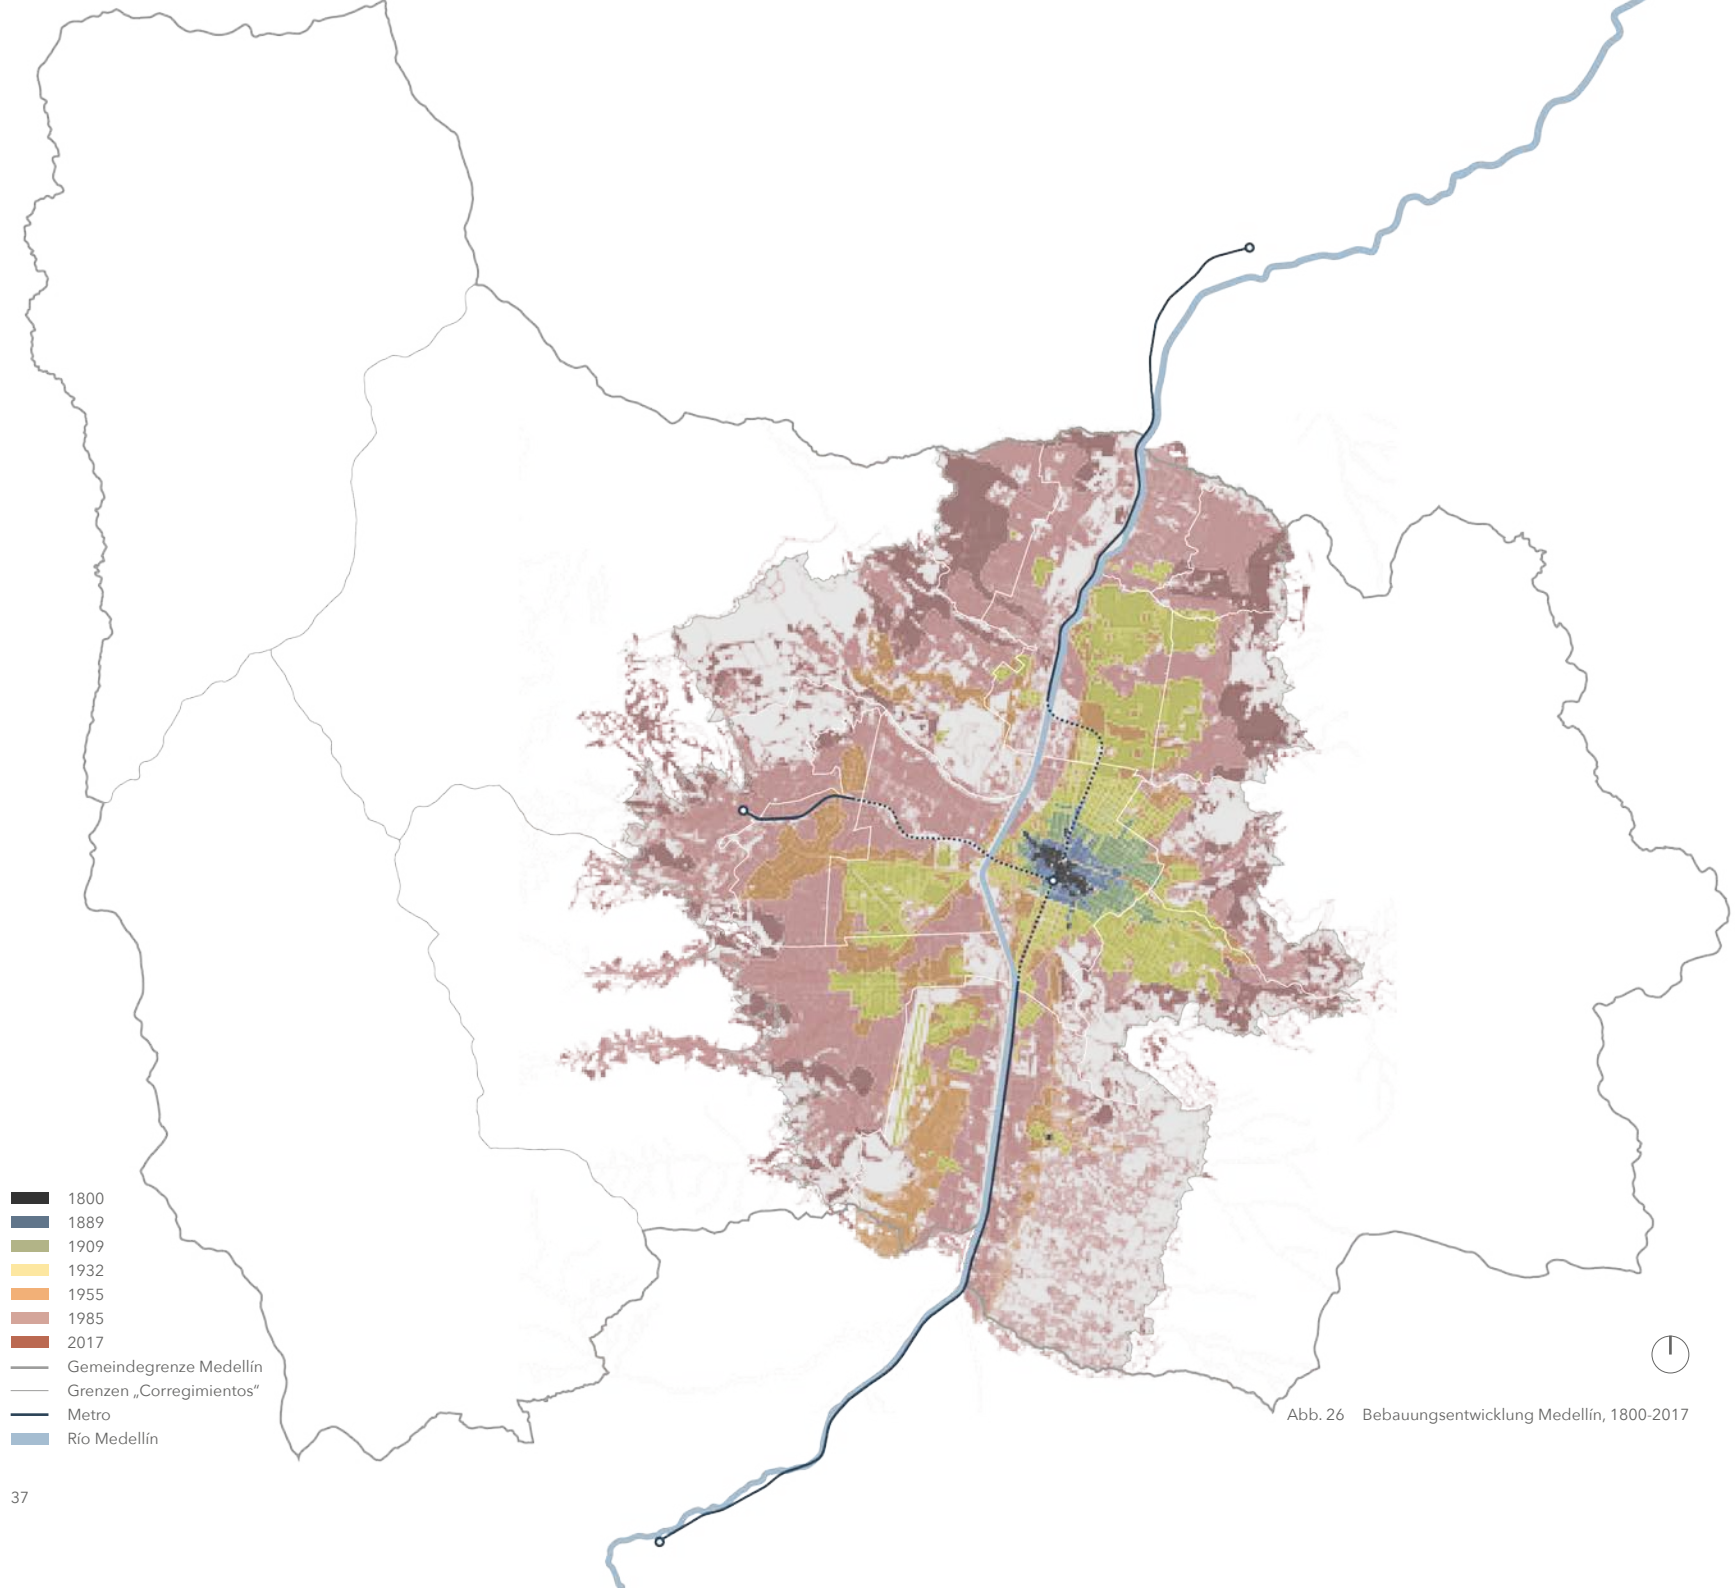 1800
1889
1909
1932
1955
1985
2017
Gemeindegrenze Medellín
Grenzen „Corregimientos“
Metro
Río Medellín
Abb. 26 Bebauungsentwicklung Medellín, 1800-2017
37